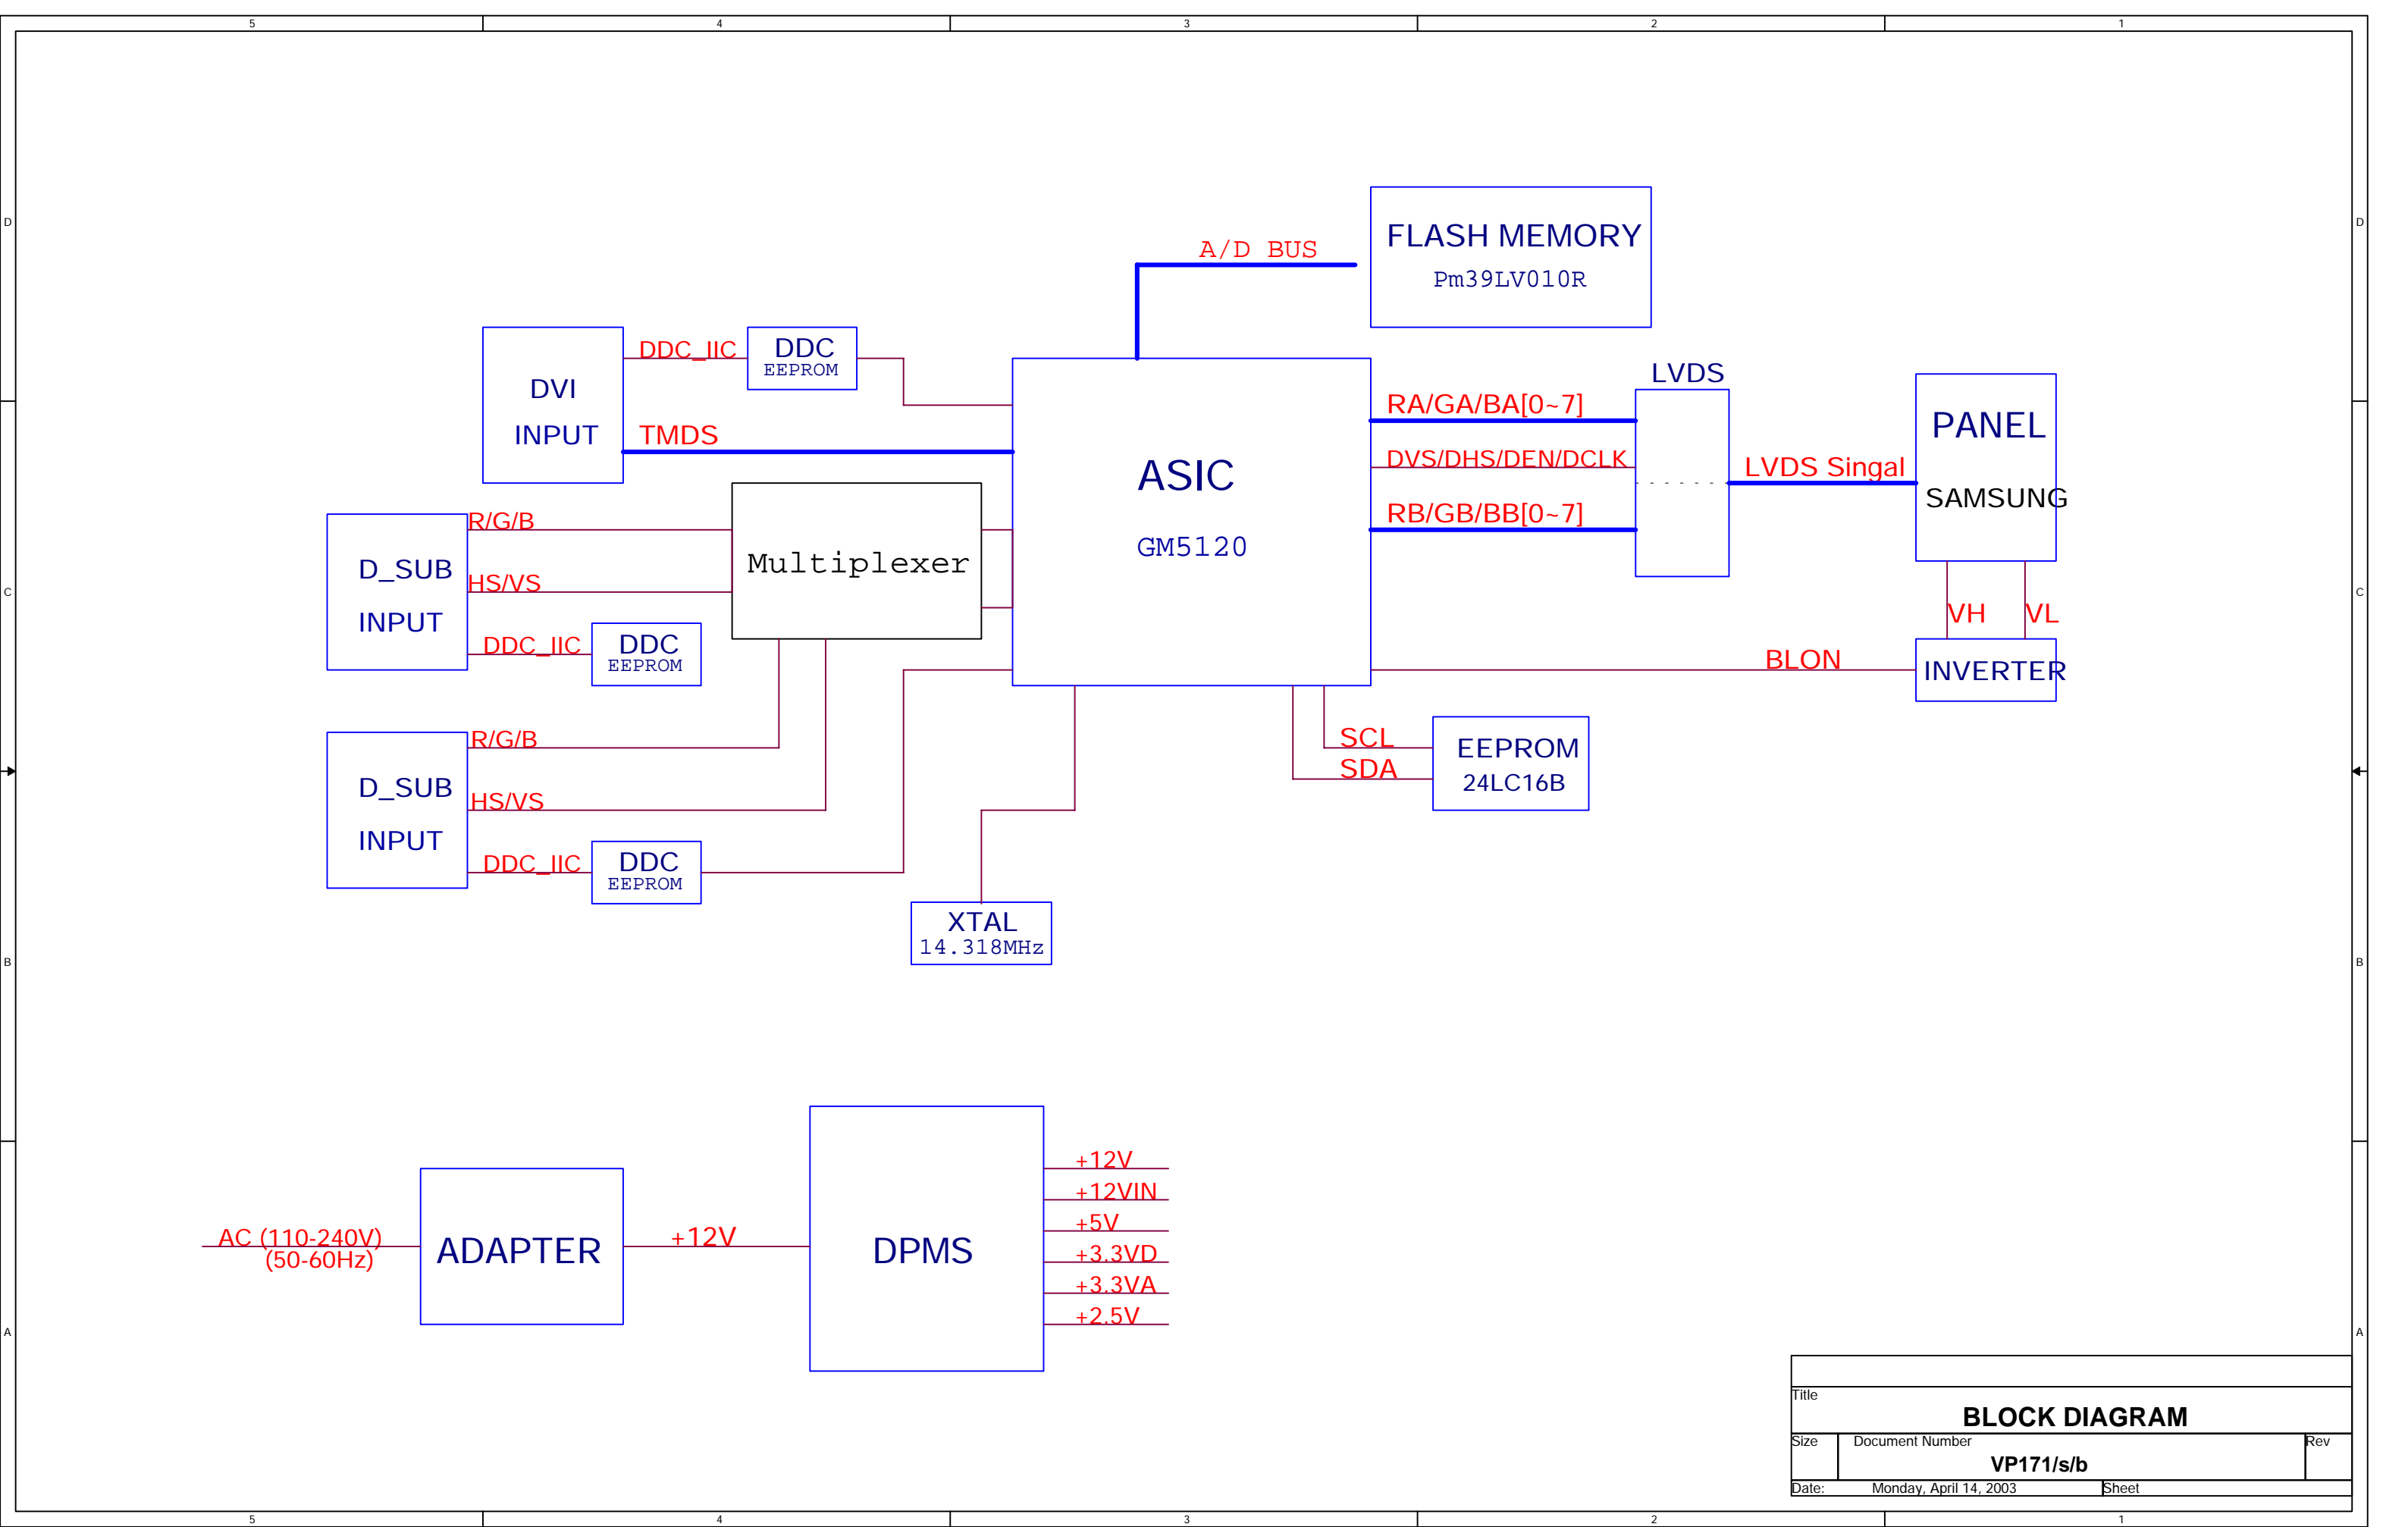 5 4 3 2 1
D D
FLASH MEMORY
A/D BUS
Pm39LV010R
DDC_IIC
DDC
EEPROM
DVI
INPUT
TMDS
LVDS
RA/GA/BA[0~7]
PANEL
ASIC
DVS/DHS/DEN/DCLK
LVDS Singal
SAMSUNG
R/G/B
RB/GB/BB[0~7]
GM5120
Multiplexer
D_SUB
INPUT
HS/VS
C C
VH VL
DDC_IIC
DDC
EEPROM
BLON
INVERTER
R/G/B
SCL
SDA
EEPROM
24LC16B
D_SUB
INPUT
HS/VS
DDC_IIC
DDC
EEPROM
XTAL
14.318MHz
B B
+12V
+12VIN
+5V
+3.3VD
+3.3VA
+2.5V
AC (110-240V)
(50-60Hz)
ADAPTER
+12V
DPMS
A A
Title
BLOCK DIAGRAM
Size Document Number Rev
VP171/s/b
Date: Monday, April 14, 2003 Sheet
5 4 3 2 1